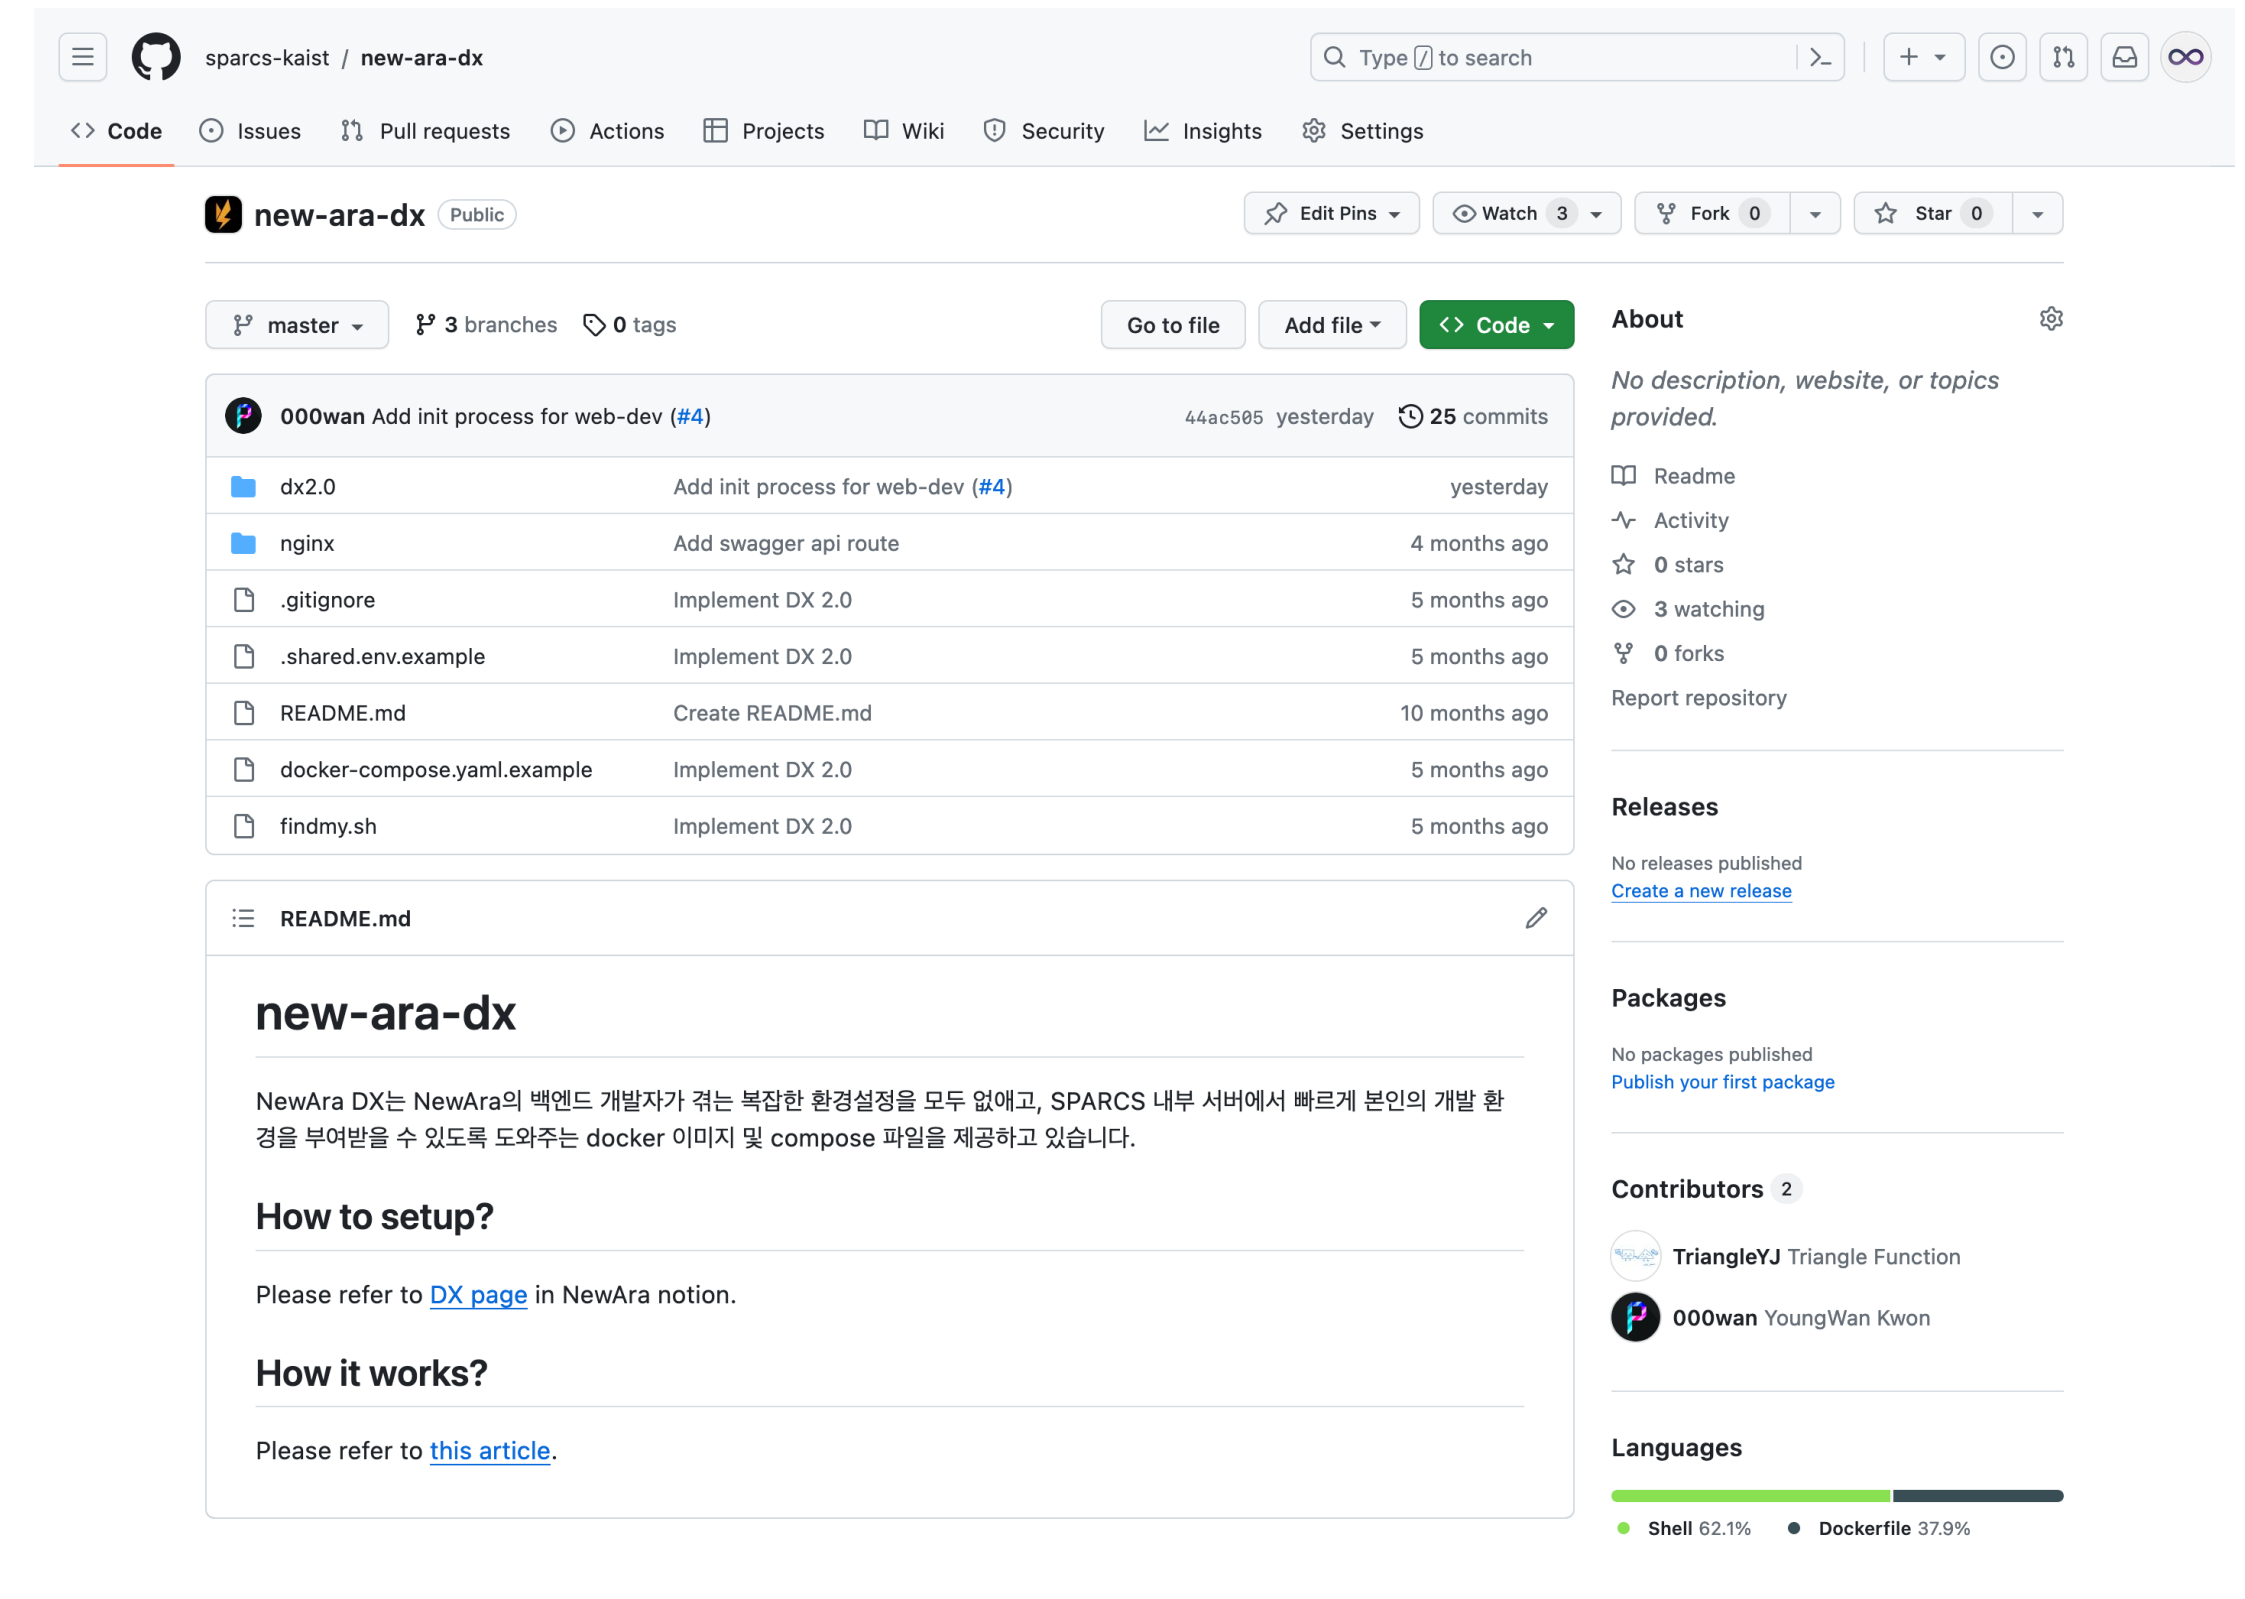 sparcs-kaist / new-ara-dx
Type / to search
Code
Issues
Pull requests
Actions
Projects
Wiki
Security
Insights
Settings
new-ara-dx Public
Edit Pins
Watch 3
Fork 0
Star 0
master
3 branches
0 tags
Go to file
Add file
Code
000wan Add init process for web-dev (#4)
44ac505 yesterday
25 commits
dx2.0 Add init process for web-dev (#4) yesterday
nginx Add swagger api route 4 months ago
.gitignore Implement DX 2.0 5 months ago
.shared.env.example Implement DX 2.0 5 months ago
README.md Create README.md 10 months ago
docker-compose.yaml.example Implement DX 2.0 5 months ago
findmy.sh Implement DX 2.0 5 months ago
README.md
new-ara-dx
NewAra DX는 NewAra의 백엔드 개발자가 겪는 복잡한 환경설정을 모두 없애고, SPARCS 내부 서버에서 빠르게 본인의 개발 환
경을 부여받을 수 있도록 도와주는 docker 이미지 및 compose 파일을 제공하고 있습니다.
How to setup?
Please refer to DX page in NewAra notion.
How it works?
Please refer to this article.
About
No description, website, or topics
provided.
Readme
Activity
0 stars
3 watching
0 forks
Report repository
Releases
No releases published
Create a new release
Packages
No packages published
Publish your first package
Contributors 2
TriangleYJ Triangle Function
000wan YoungWan Kwon
Languages
Shell 62.1%
Dockerfile 37.9%